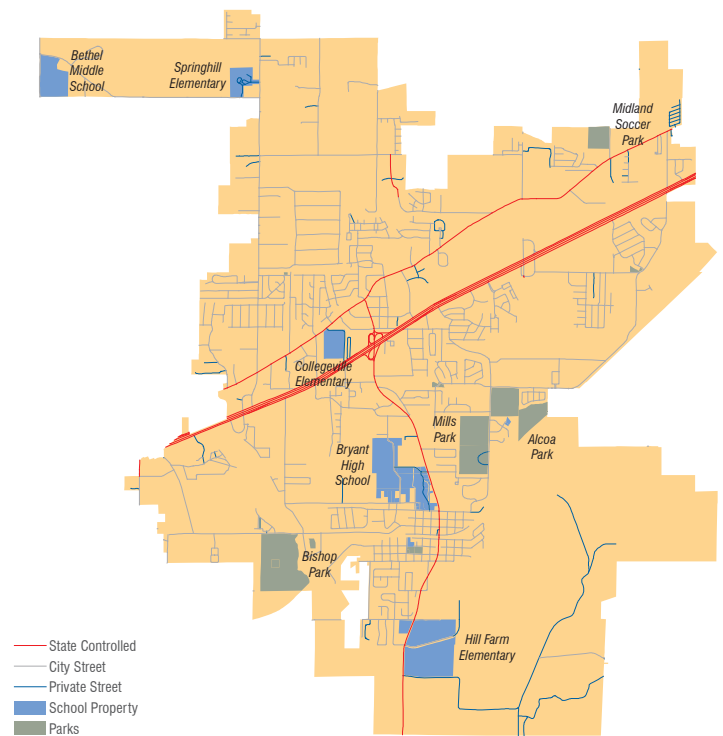 Bethel
Middle
School
Springhill
Elementary
Midland
Soccer
Park
Collegeville
Elementary
Mills
Park
Alcoa
Park
Bryant
High
School
Bishop
Park
Hill Farm
Elementary
State Controlled
City Street
Private Street
School Property
Parks